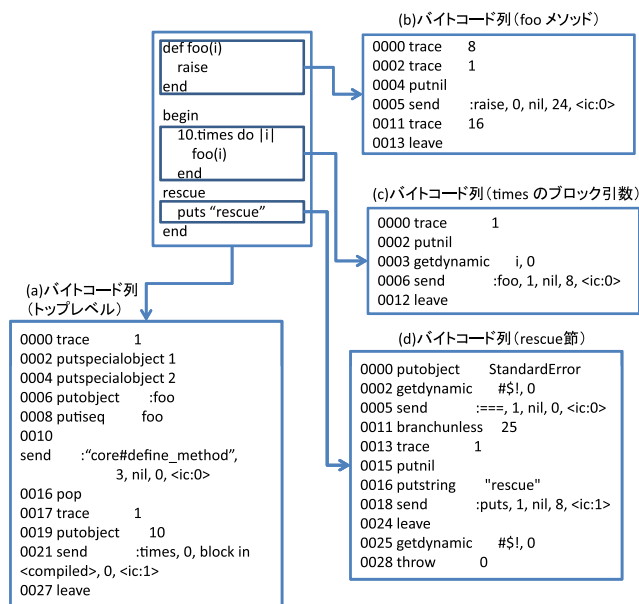 def foo(i)
raise
end
begin
10.times do |i|
foo(i)
end
rescue
puts “rescue”
end
(b)バイトコード列(foo メソッド)
0000 trace 8
0002 trace 1
0004 putnil
0005 send :raise, 0, nil, 24, <ic:0>
0011 trace 16
0013 leave
(c)バイトコード列(times のブロック引数)
0000 trace 1
0002 putnil
0003 getdynamic i, 0
0006 send :foo, 1, nil, 8, <ic:0>
0012 leave
(a)バイトコード列
(トップレベル)
0000 trace 1
0002 putspecialobject 1
0004 putspecialobject 2
0006 putobject :foo
0008 putiseq foo
0010
send :“core#define_method”,
3, nil, 0, <ic:0>
0016 pop
0017 trace 1
0019 putobject 10
0021 send :times, 0, block in
<compiled>, 0, <ic:1>
0027 leave
(d)バイトコード列(rescue節)
0000 putobject StandardError
0002 getdynamic #$!, 0
0005 send :===, 1, nil, 0, <ic:0>
0011 branchunless 25
0013 trace 1
0015 putnil
0016 putstring "rescue"
0018 send :puts, 1, nil, 8, <ic:1>
0024 leave
0025 getdynamic #$!, 0
0028 throw 0